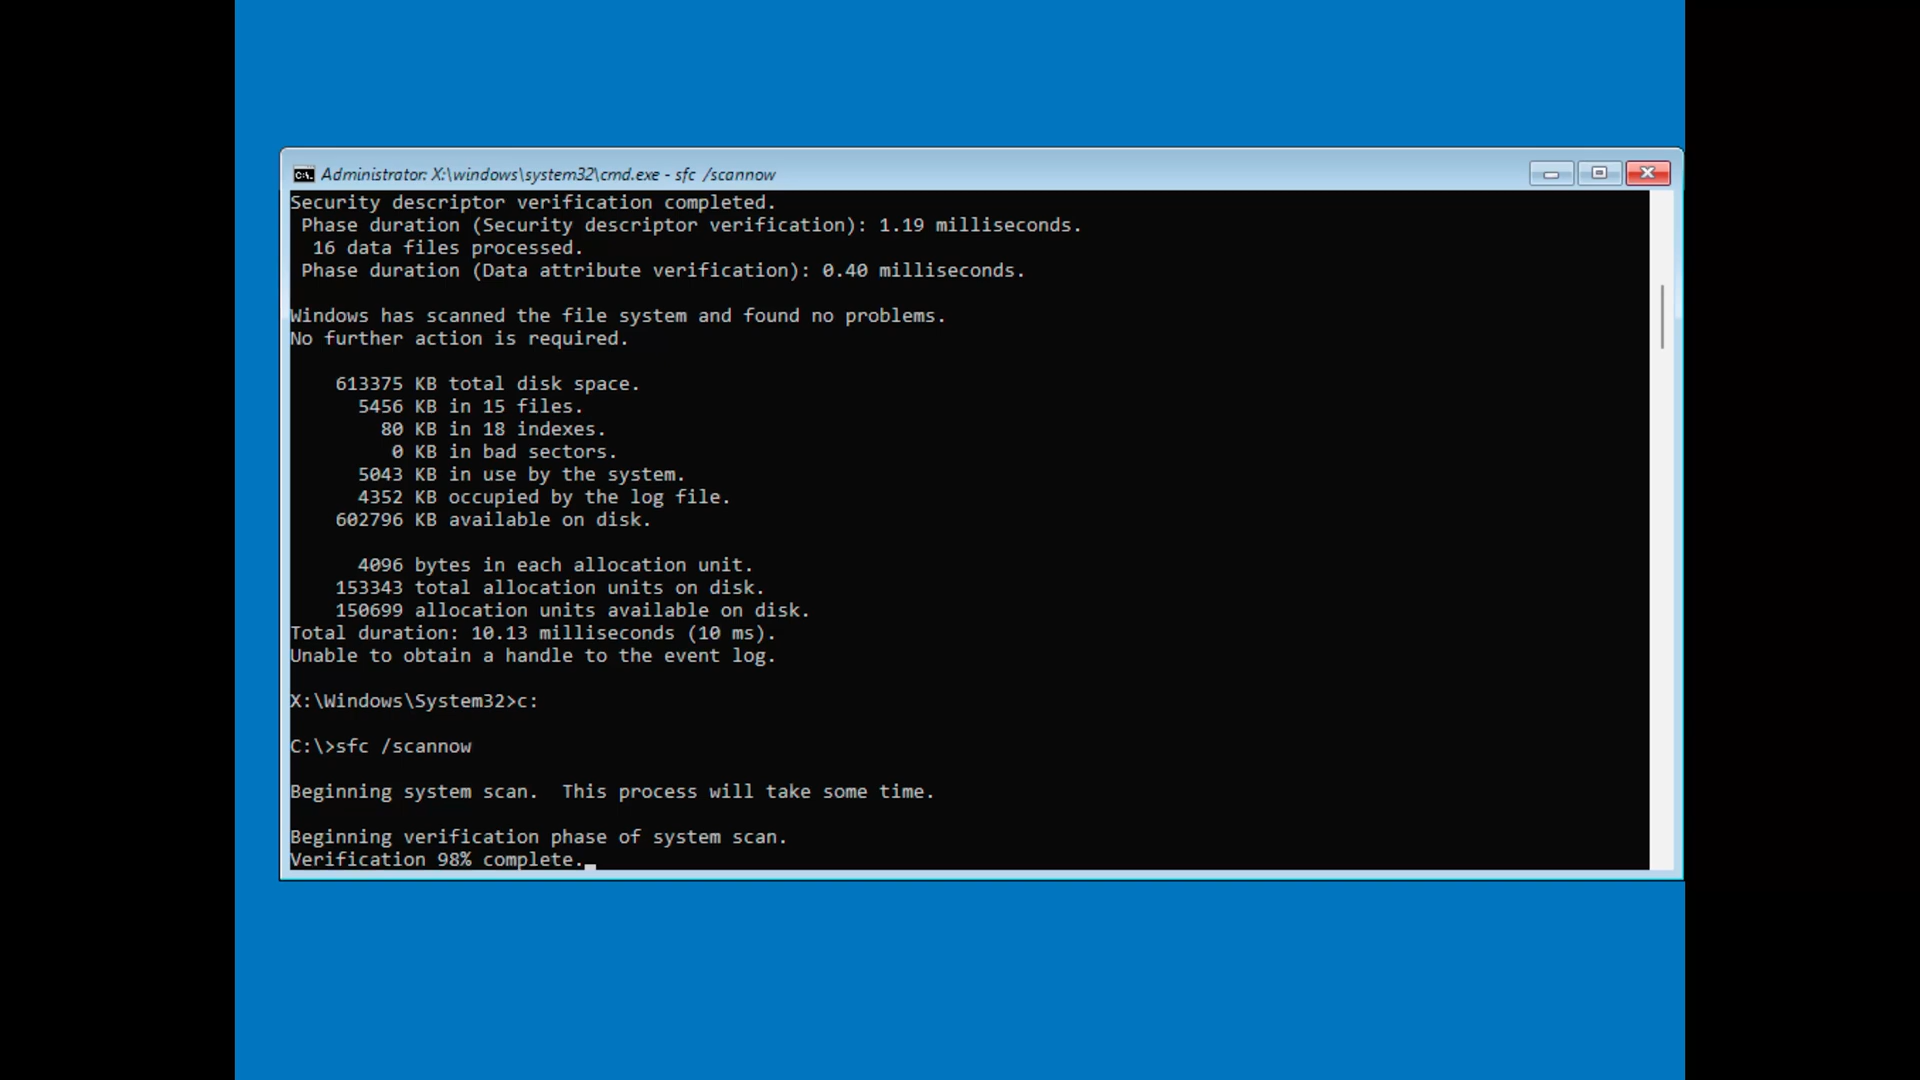 Administrator: X:\windows\system32\cmd.exe - sfc /scannow
Security descriptor verification completed.
Phase duration (Security descriptor verification): 1.19 milliseconds.
16 data files processed.
Phase duration (Data attribute verification): 0.40 milliseconds.
Windows has scanned the file system and found no problems.
No further action is required.
613375 KB total disk space.
5456 KB in 15 files.
80 KB in 18 indexes.
0 KB in bad sectors.
5043 KB in use by the system.
4352 KB occupied by the log file.
602796 KB available on disk.
4096 bytes in each allocation unit.
153343 total allocation units on disk.
150699 allocation units available on disk.
Total duration: 10.13 milliseconds (10 ms).
Unable to obtain a handle to the event log.
X:\Windows\System32>c:
C:\>sfc /scannow
Beginning system scan.  This process will take some time.
Beginning verification phase of system scan.
Verification 98% complete.